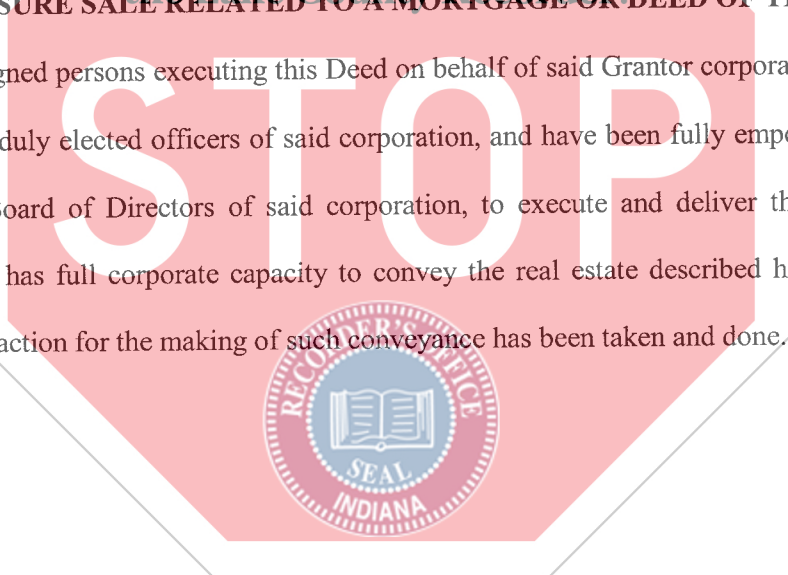 SURE SALE RELATED TO A MORTGAGE OR DEED OF
gned persons executing this Deed on behalf of said Grantor corpora
duly elected officers of said corporation, and have been fully emp
oard of Directors of said corporation, to execute and deliver th
has full corporate capacity to convey the real estate described h
action for the making of such conveyance has been taken and done.
STOP
RECORDER'S OFFICE
SEAL
INDIANA